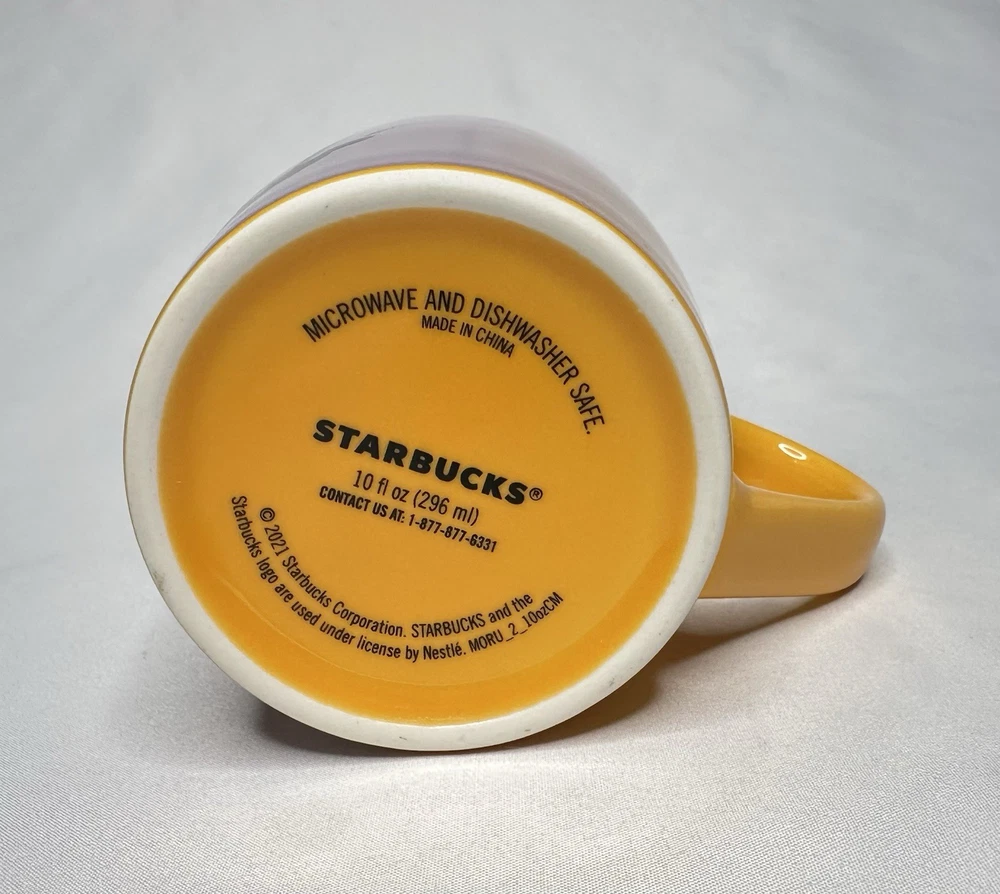 MICROWAVE AND DISHWASHER SAFE.
MADE IN CHINA
STARBUCKS®
10 fl oz (296 ml)
CONTACT US AT: 1-877-877-6331
© 2021 Starbucks Corporation. STARBUCKS and the
Starbucks logo are used under license by Nestlé. MORU_2_10ozCM